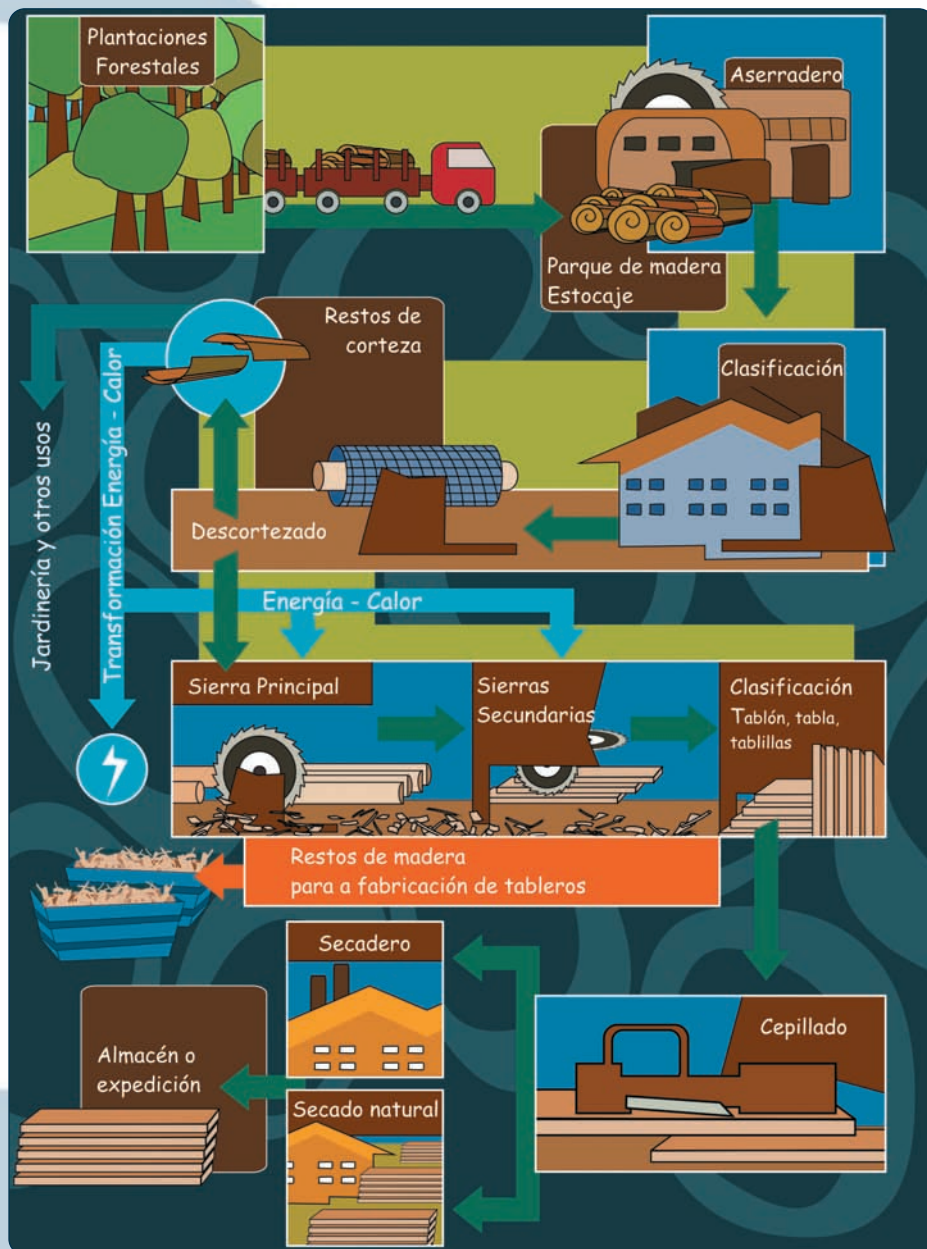 Plantaciones
Forestales
Aserradero
Parque de madera
Estocaje
Restos de
corteza
Clasificación
Descortezado
Jardinería y otros usos
Transformación Energía - Calor
Energía - Calor
Sierra Principal
Sierras
Secundarias
Clasificación
Tablón, tabla,
tablillas
Restos de madera
para a fabricación de tableros
Secadero
Cepillado
Almacén o
expedición
Secado natural